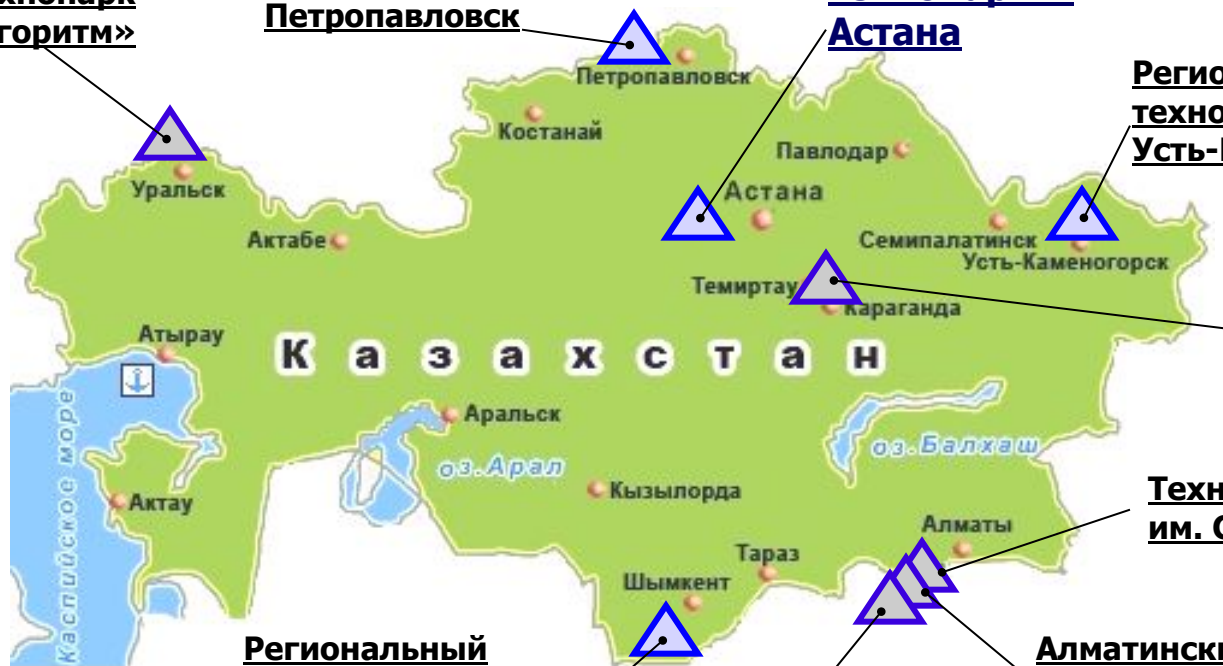 Петропавловск
Астана
Петропавловск
Костанай
Павлодар
Уральск
Астана
Актабе
Семипалатинск
Усть-Каменогорск
Темиртау
Караганда
Атырау
Казахстан
Аральск
оз.Арал
оз.Балхаш
Каспийское море
Актау
Кызылорда
Алматы
Тараз
Шымкент
им.
Региональный